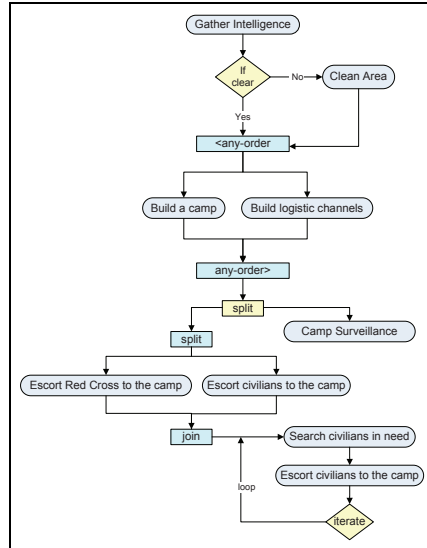 Gather Intelligence
If
clear
No
Clean Area
Yes
<any-order
Build a camp
Build logistic channels
any-order>
split
Camp Surveillance
split
Escort Red Cross to the camp
Escort civilians to the camp
join
Search civilians in need
Escort civilians to the camp
loop
iterate